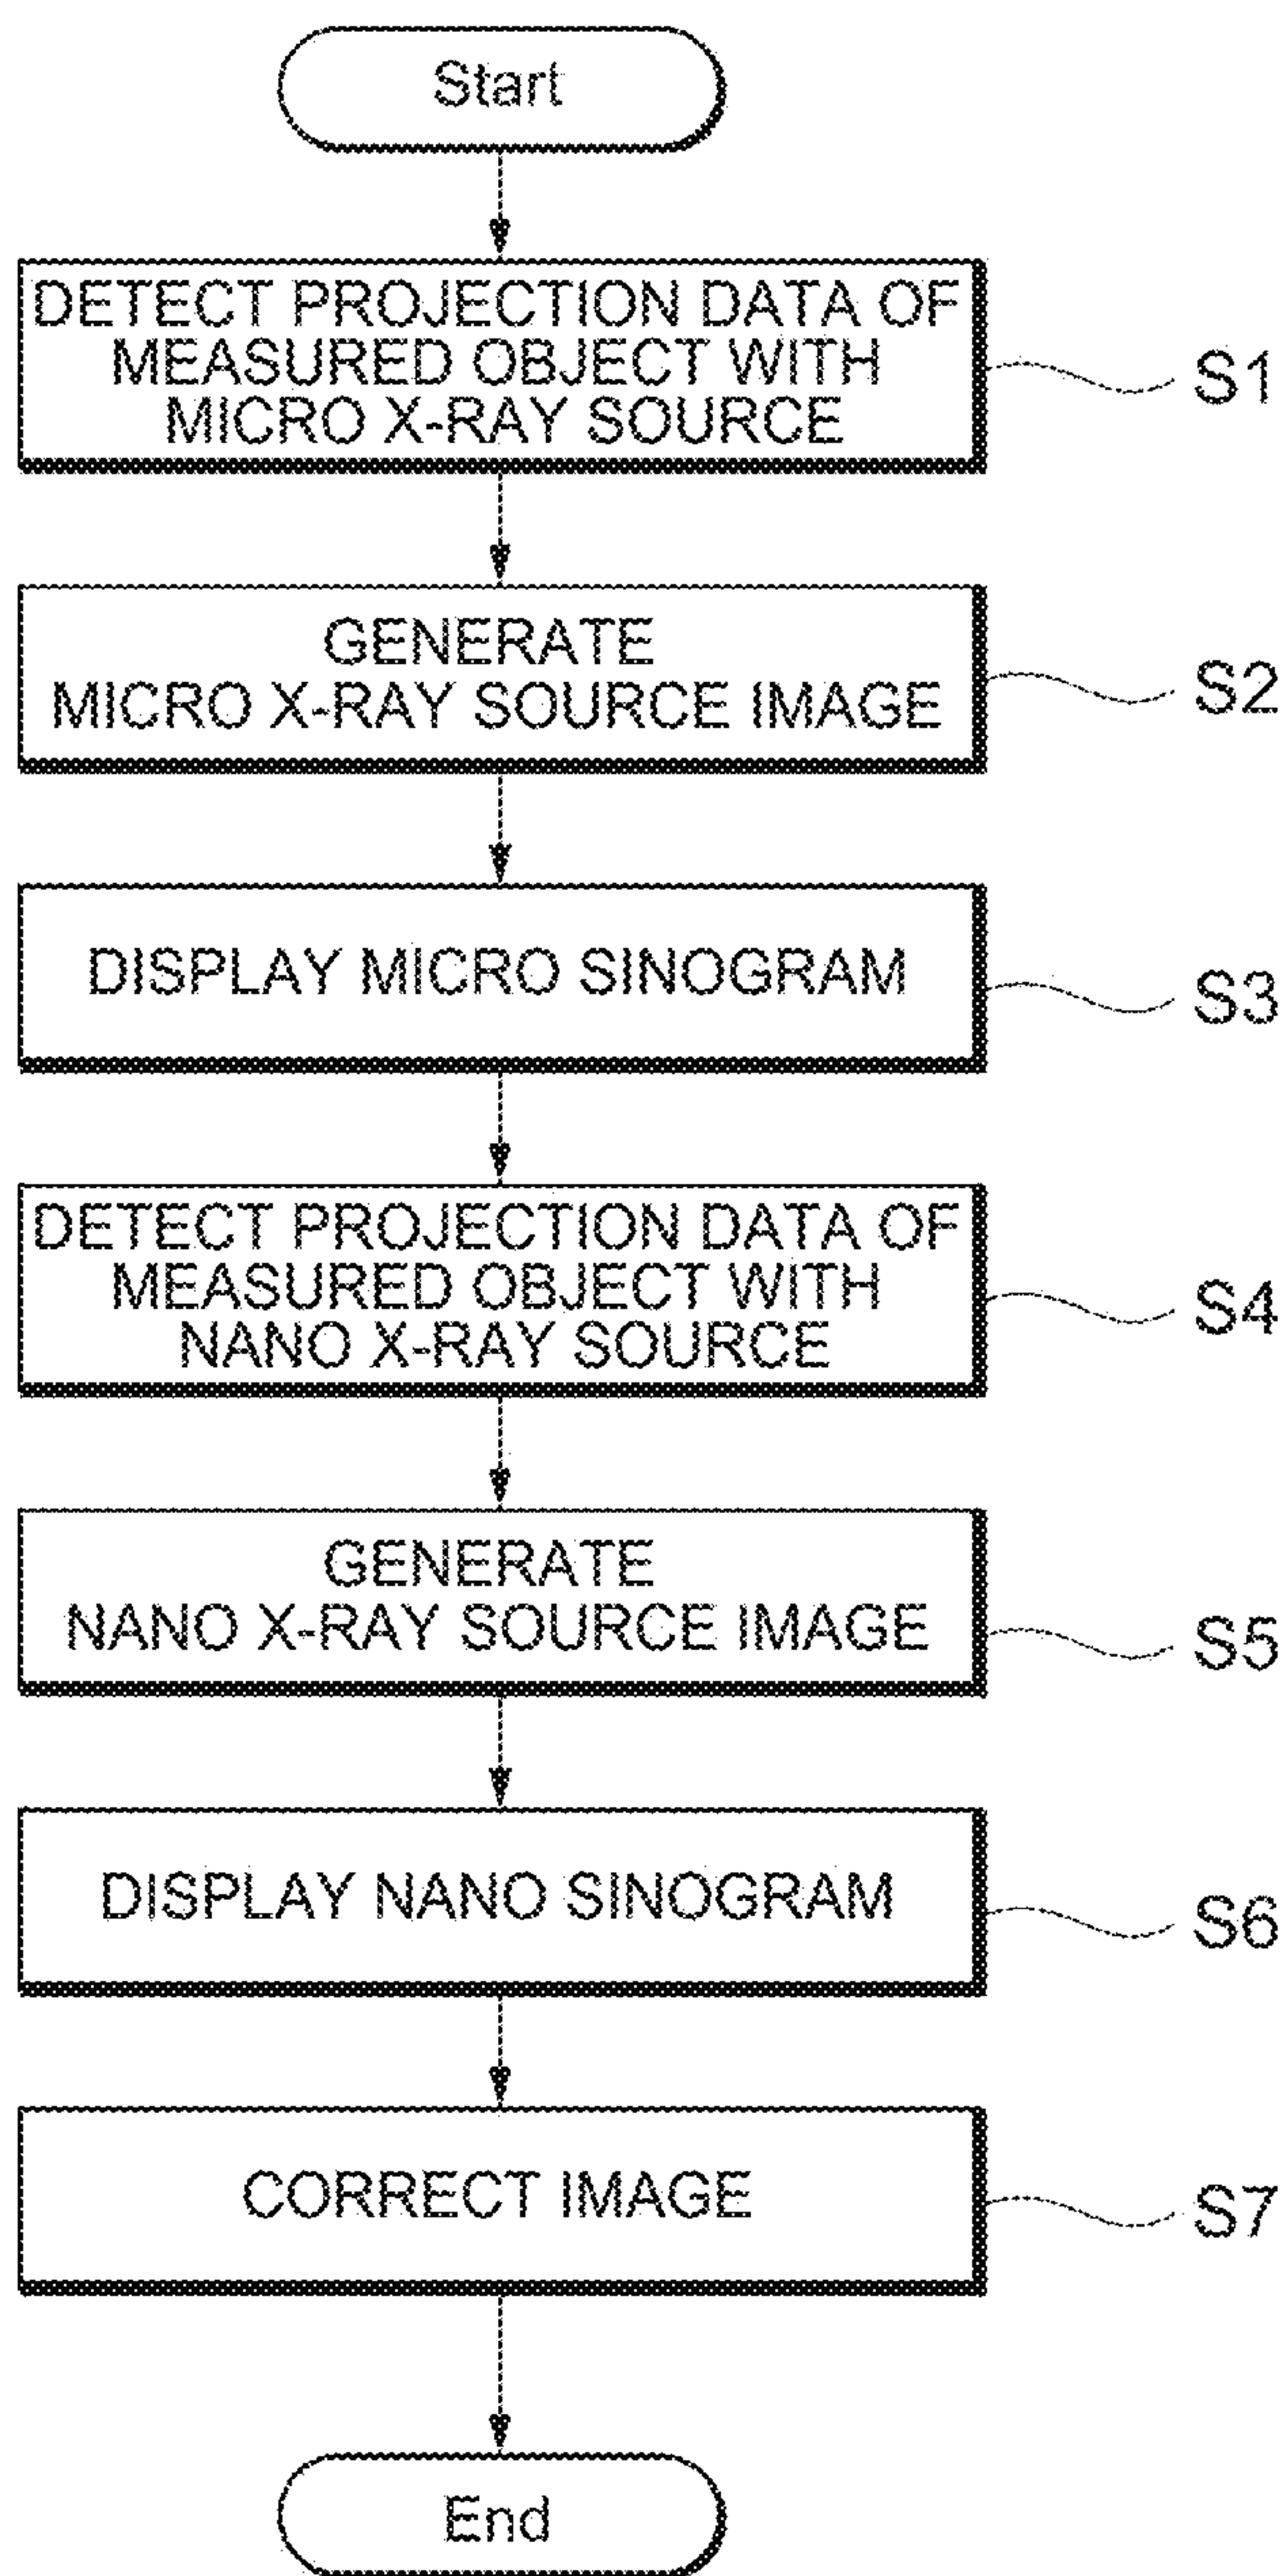 Start
DETECT PROJECTION DATA OF
MEASURED OBJECT WITH
MICRO X-RAY SOURCE
S1
GENERATE
MICRO X-RAY SOURCE IMAGE
S2
DISPLAY MICRO SINOGRAM
S3
DETECT PROJECTION DATA OF
MEASURED OBJECT WITH
NANO X-RAY SOURCE
S4
GENERATE
NANO X-RAY SOURCE IMAGE
S5
DISPLAY NANO SINOGRAM
S6
CORRECT IMAGE
S7
End